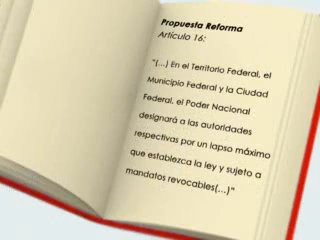 Propuesta Reforma
Artículo 16:
"(...) En el Territorio Federal, el
Municipio Federal y la Ciudad
Federal, el Poder Nacional
designará a las autoridades
respectivas por un lapso máximo
que establezca la ley y sujeto a
mandatos revocables(...)"